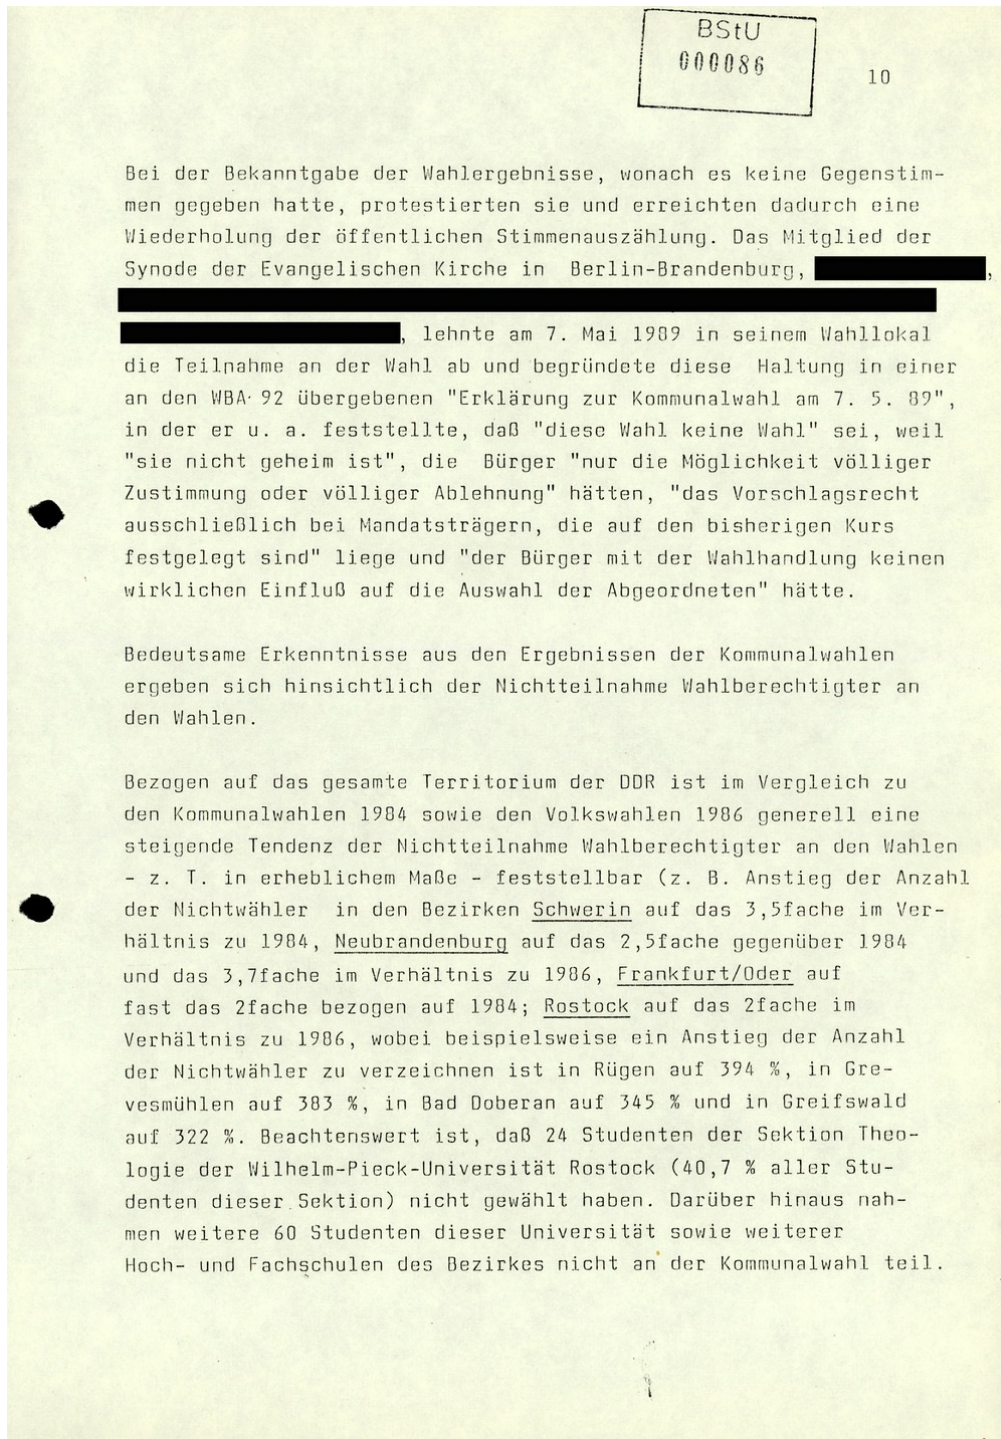 BStU
000086
10
Bei der Bekanntgabe der Wahlergebnisse, wonach es keine Gegenstim-
men gegeben hatte, protestierten sie und erreichten dadurch eine
Wiederholung der öffentlichen Stimmenauszählung. Das Mitglied der
Synode der Evangelischen Kirche in Berlin-Brandenburg, ,
, lehnte am 7. Mai 1989 in seinem Wahllokal
die Teilnahme an der Wahl ab und begründete diese Haltung in einer
an den WBA 92 übergebenen "Erklärung zur Kommunalwahl am 7. 5. 89",
in der er u. a. feststellte, daß "diese Wahl keine Wahl" sei, weil
"sie nicht geheim ist", die Bürger "nur die Möglichkeit völliger
Zustimmung oder völliger Ablehnung" hätten, "das Vorschlagsrecht
ausschließlich bei Mandatsträgern, die auf den bisherigen Kurs
festgelegt sind" liege und "der Bürger mit der Wahlhandlung keinen
wirklichen Einfluß auf die Auswahl der Abgeordneten" hätte.
Bedeutsame Erkenntnisse aus den Ergebnissen der Kommunalwahlen
ergeben sich hinsichtlich der Nichtteilnahme Wahlberechtigter an
den Wahlen.
Bezogen auf das gesamte Territorium der DDR ist im Vergleich zu
den Kommunalwahlen 1984 sowie den Volkswahlen 1986 generell eine
steigende Tendenz der Nichtteilnahme Wahlberechtigter an den Wahlen
- z. T. in erheblichem Maße - feststellbar (z. B. Anstieg der Anzahl
der Nichtwähler in den Bezirken Schwerin auf das 3,5fache im Ver-
hältnis zu 1984, Neubrandenburg auf das 2,5fache gegenüber 1984
und das 3,7fache im Verhältnis zu 1986, Frankfurt/Oder auf
fast das 2fache bezogen auf 1984; Rostock auf das 2fache im
Verhältnis zu 1986, wobei beispielsweise ein Anstieg der Anzahl
der Nichtwähler zu verzeichnen ist in Rügen auf 394 %, in Gre-
vesmühlen auf 383 %, in Bad Doberan auf 345 % und in Greifswald
auf 322 %. Beachtenswert ist, daß 24 Studenten der Sektion Theo-
logie der Wilhelm-Pieck-Universität Rostock (40,7 % aller Stu-
denten dieser Sektion) nicht gewählt haben. Darüber hinaus nah-
men weitere 60 Studenten dieser Universität sowie weiterer
Hoch- und Fachschulen des Bezirkes nicht an der Kommunalwahl teil.